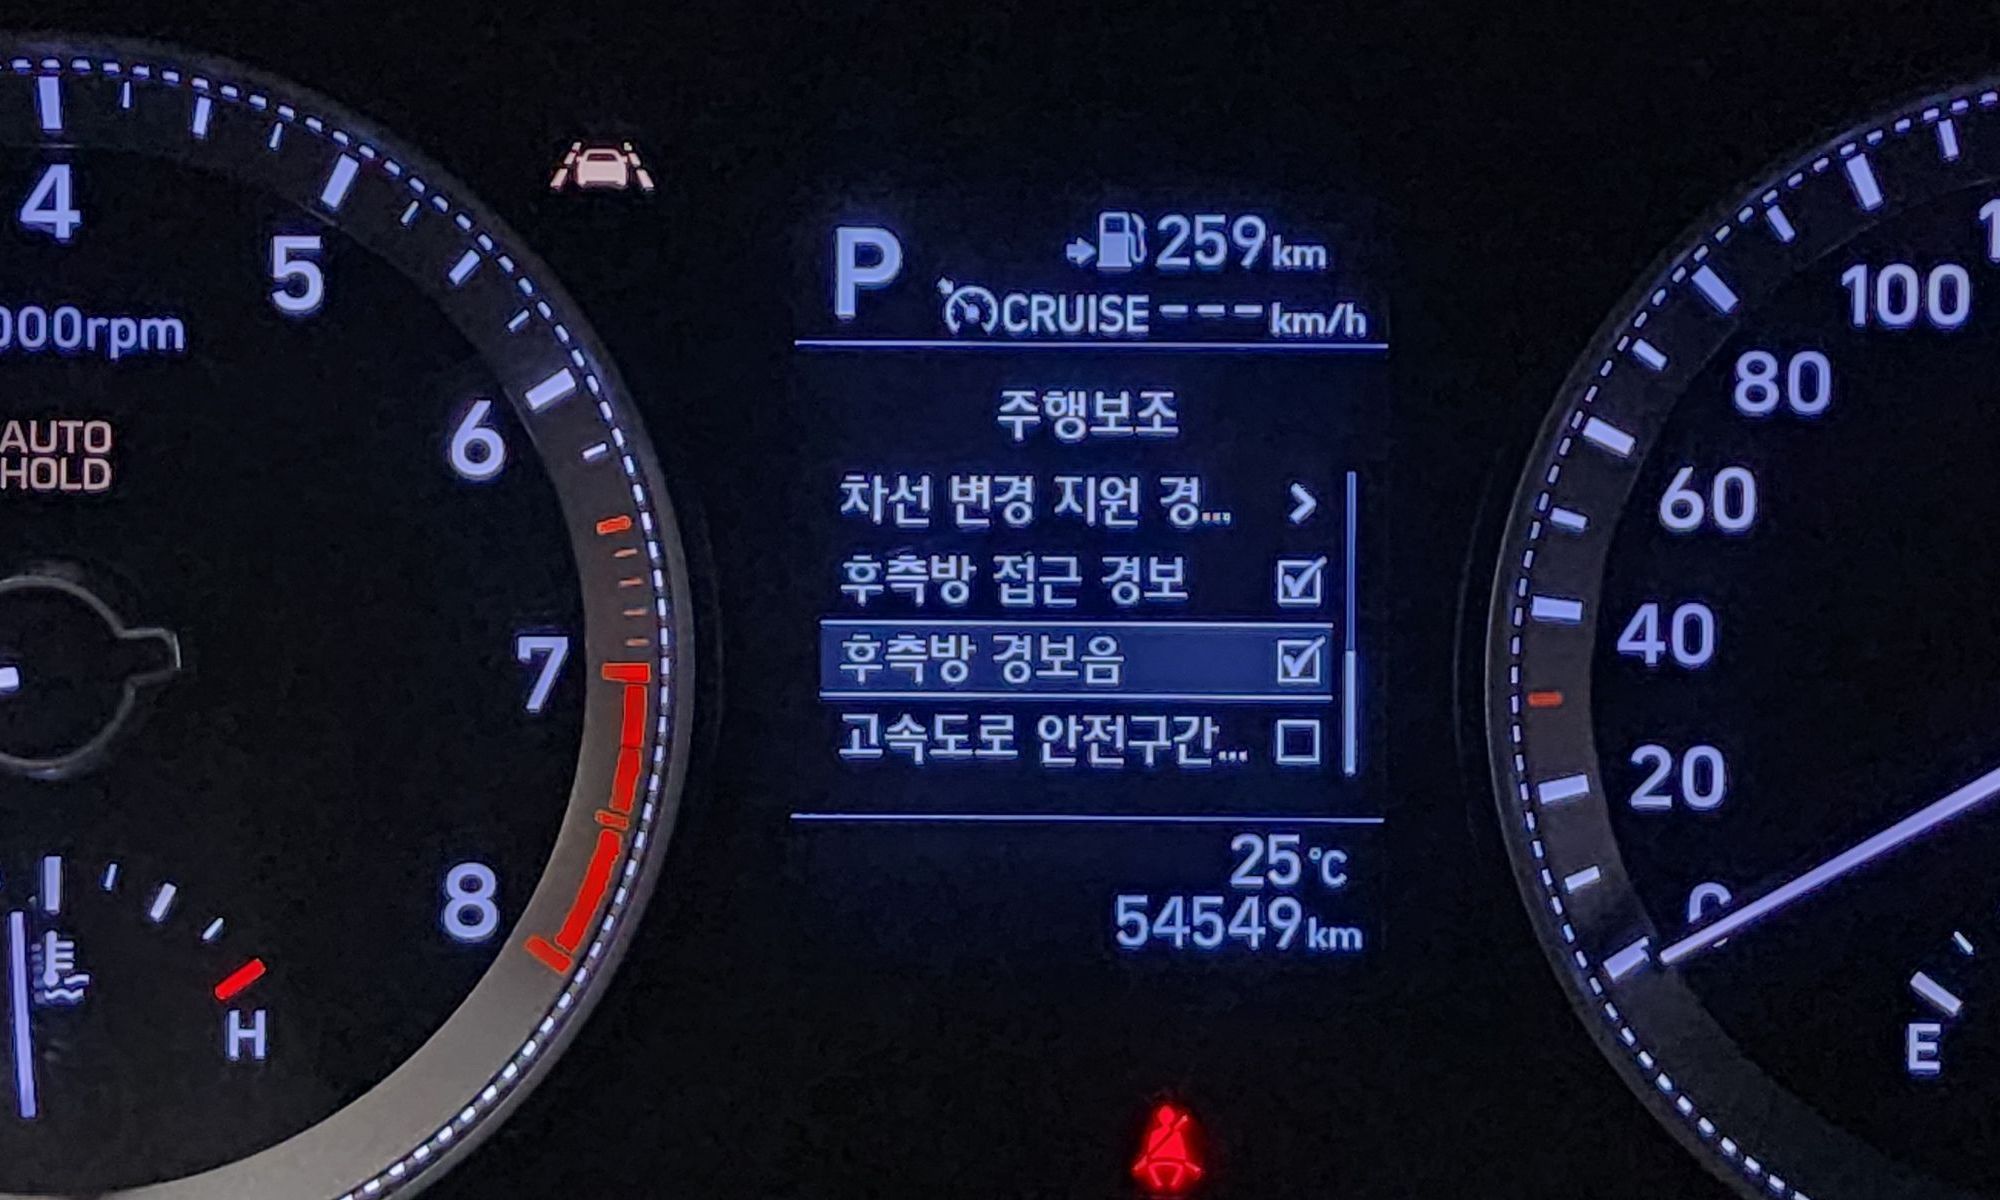 4
5
000rpm
AUTO
HOLD
6
7
8
H
P
259km
CRUISE---km/h
주행보조
차선 변경 지원 경...
후측방 접근 경보
후측방 경보음
고속도로 안전구간...
25°C
54549km
100
80
60
40
20
0
E